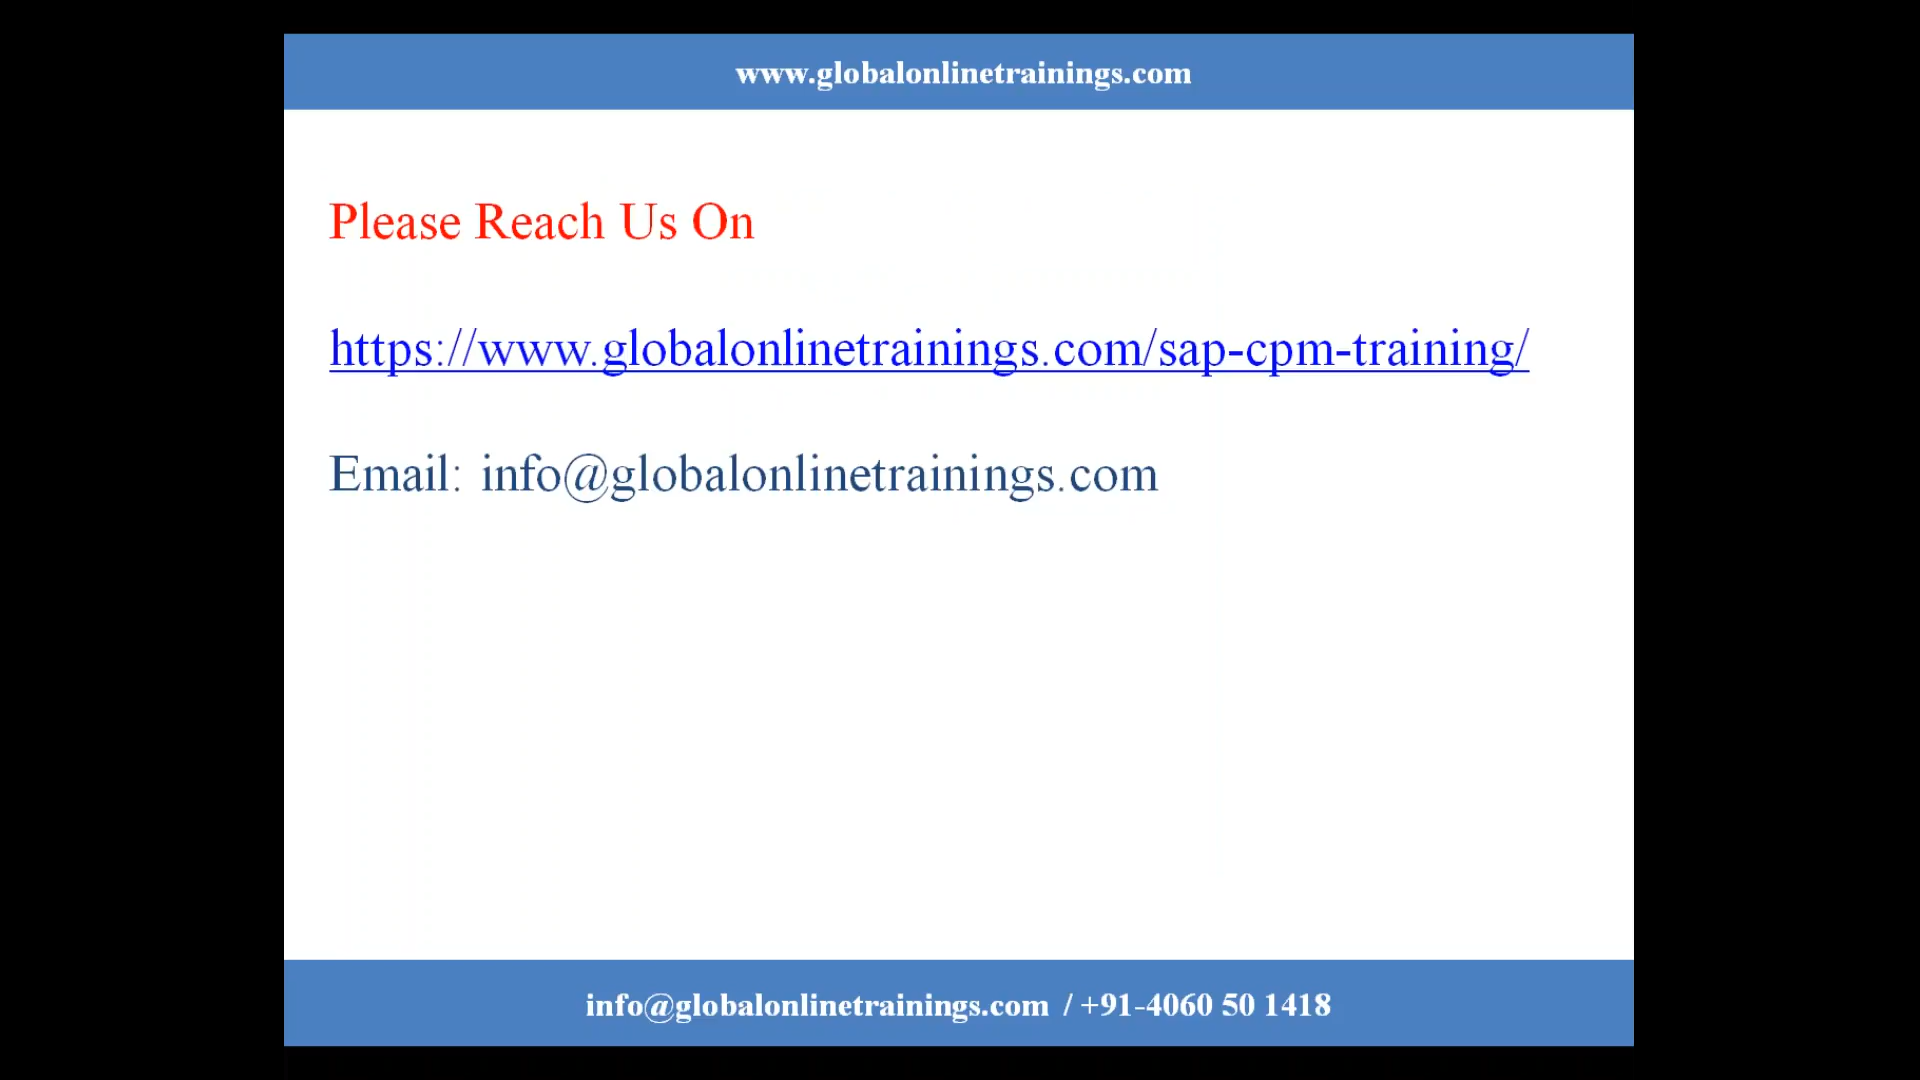 www.globalonlinetrainings.com
Please Reach Us On
https://www.globalonlinetrainings.com/sap-cpm-training/
Email: info@globalonlinetrainings.com
info@globalonlinetrainings.com / +91-4060 50 1418